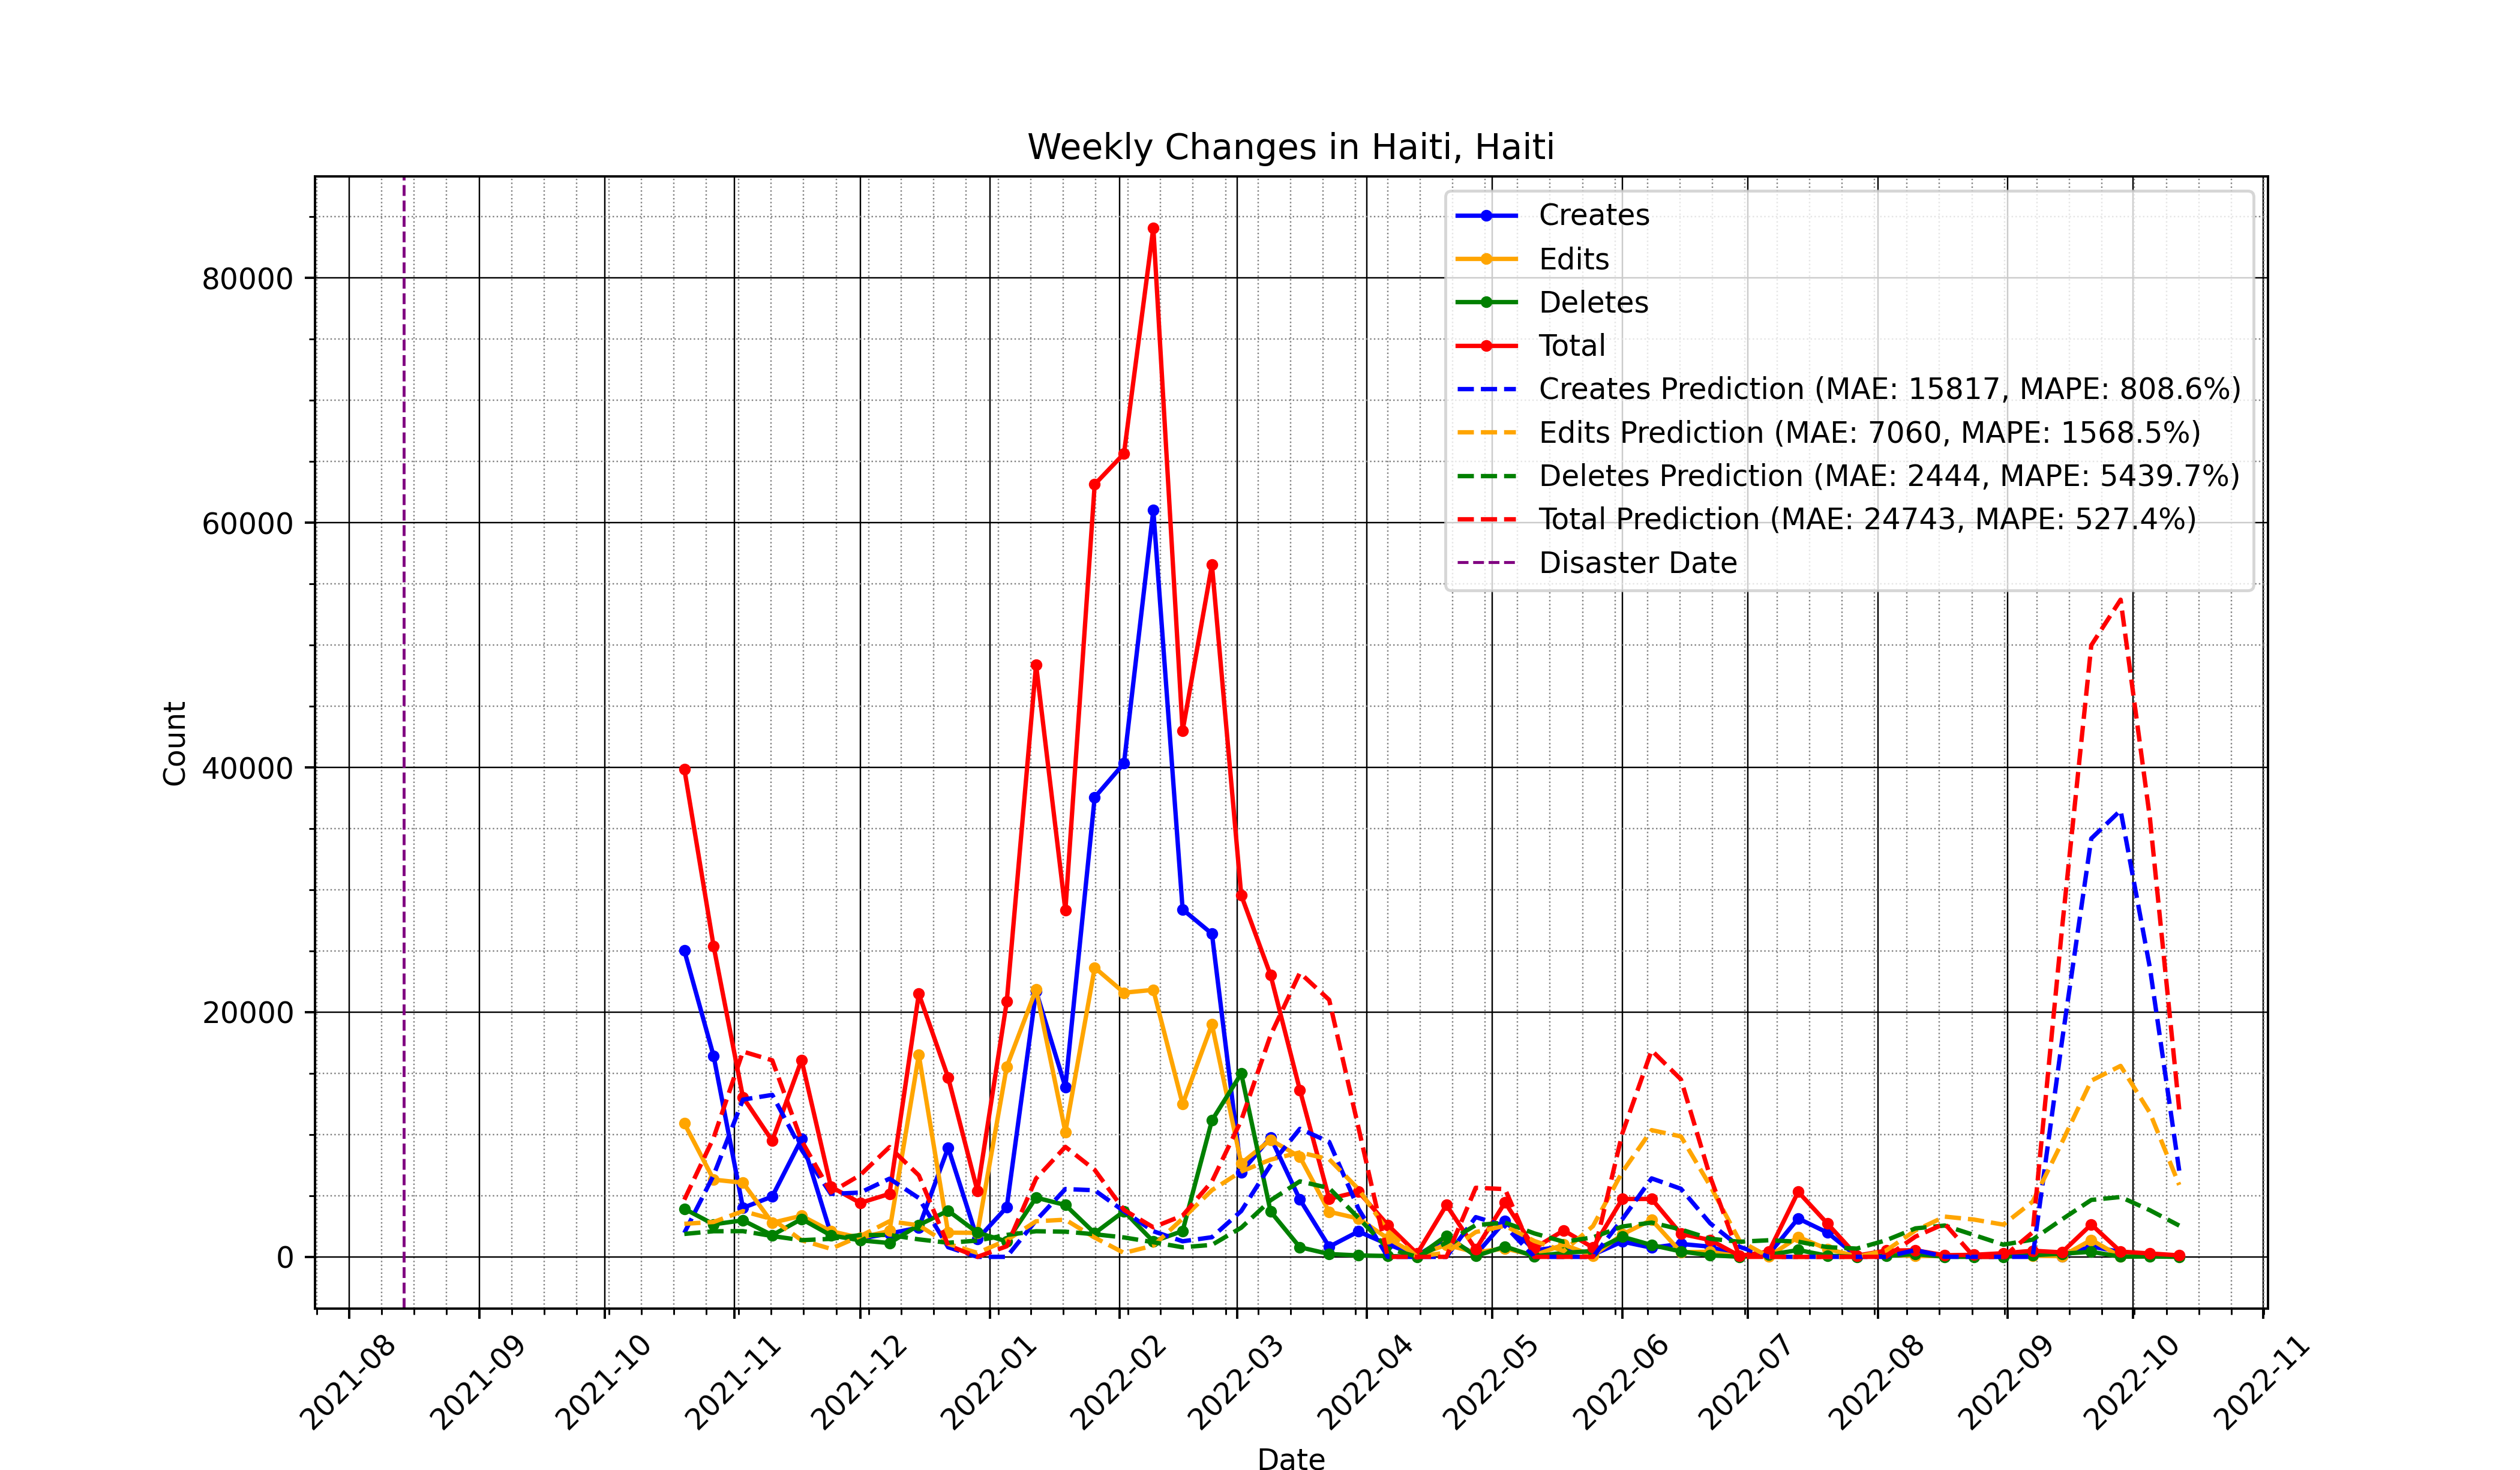 Weekly Changes in Haiti, Haiti
Creates
Edits
Deletes
Total
Creates Prediction (MAE: 15817, MAPE: 808.6%)
Edits Prediction (MAE: 7060, MAPE: 1568.5%)
Deletes Prediction (MAE: 2444, MAPE: 5439.7%)
Total Prediction (MAE: 24743, MAPE: 527.4%)
Disaster Date
Count
80000
60000
40000
20000
0
2021-08
2021-09
2021-10
2021-11
2021-12
2022-01
2022-02
2022-03
2022-04
2022-05
2022-06
2022-07
2022-08
2022-09
2022-10
2022-11
Date